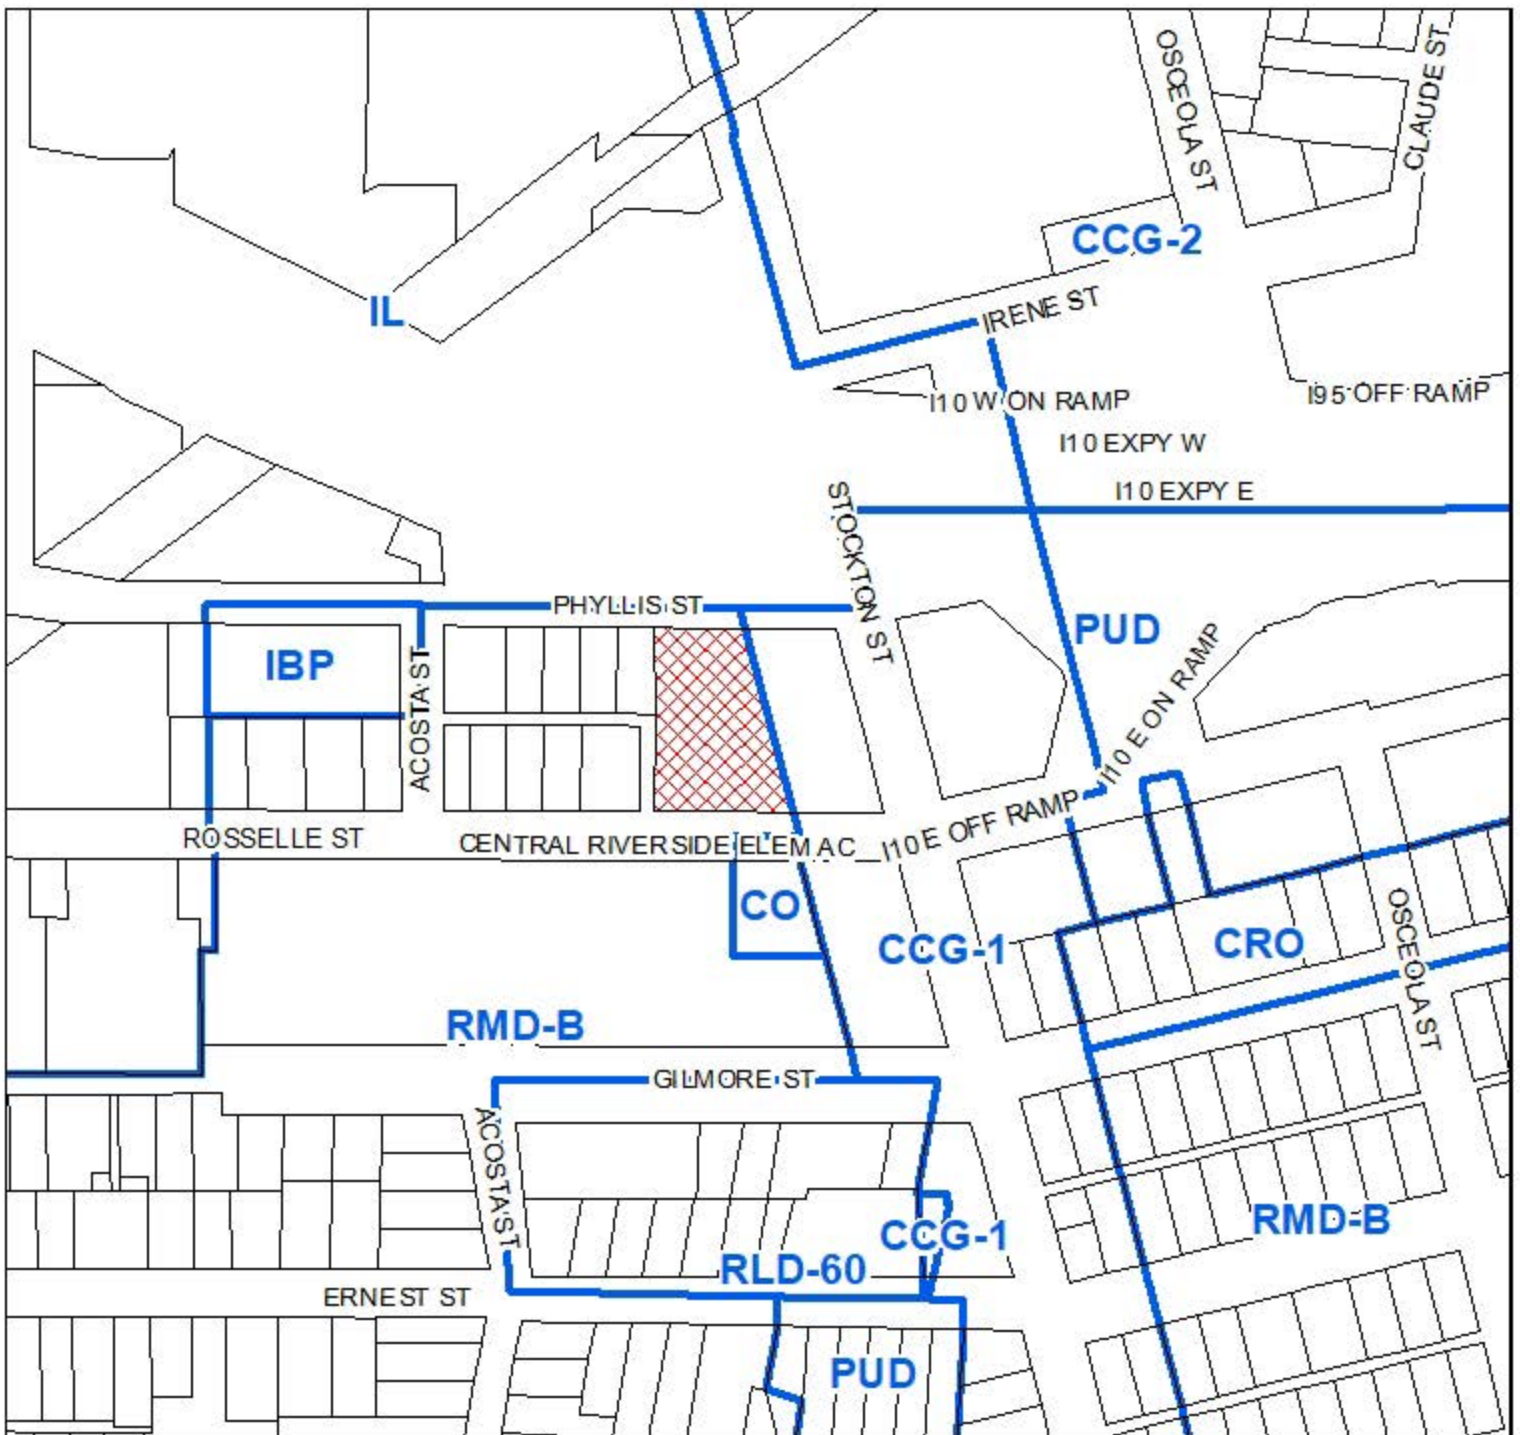 OSCEOLA ST
CLAUDE ST
CCG-2
IL
IRENE ST
I10 W ON RAMP
I95 OFF RAMP
I10 EXPY W
I10 EXPY E
STOCKTON ST
PHYLLIS ST
PUD
IBP
ACOSTA ST
I10 E ON RAMP
ROSSELLE ST
CENTRAL RIVERSIDE ELEM AC
I10 E OFF RAMP
CO
CCG-1
CRO
OSCEOLA ST
RMD-B
GILMORE ST
ACOSTA ST
CCG-1
RMD-B
RLD-60
ERNEST ST
PUD